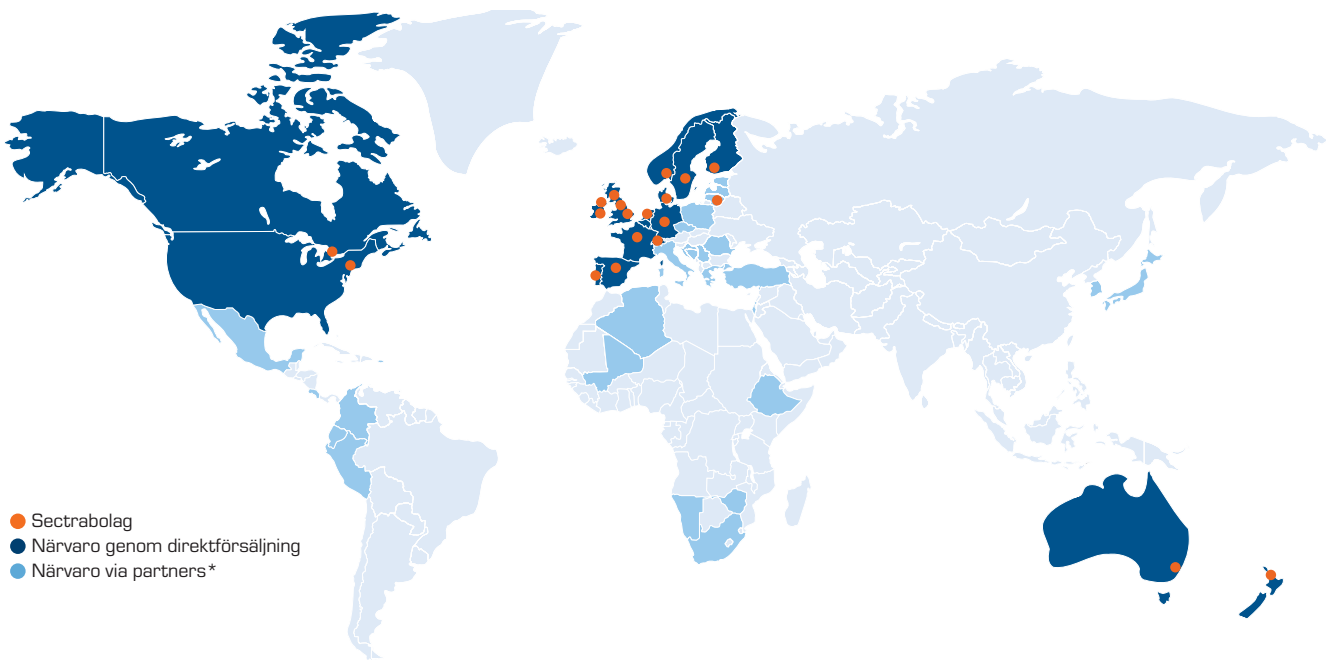 Sectrabolag
Närvaro genom direktförsäljning
Närvaro via partners*